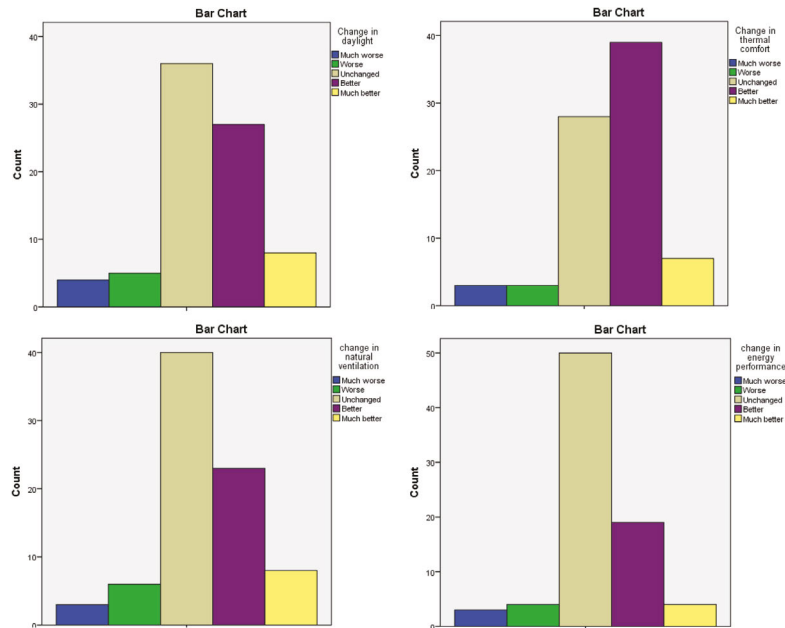 Bar Chart
Change in
daylight
Much worse
Worse
Unchanged
Better
Much better
Count
40
30
20
10
0
Bar Chart
Change in
thermal
comfort
Much worse
Worse
Unchanged
Better
Much better
Count
40
30
20
10
0
Bar Chart
change in
natural
ventilation
Much worse
Worse
Unchanged
Better
Much better
Count
40
30
20
10
0
Bar Chart
change in
energy
performance
Much worse
Worse
Unchanged
Better
Much better
Count
50
40
30
20
10
0